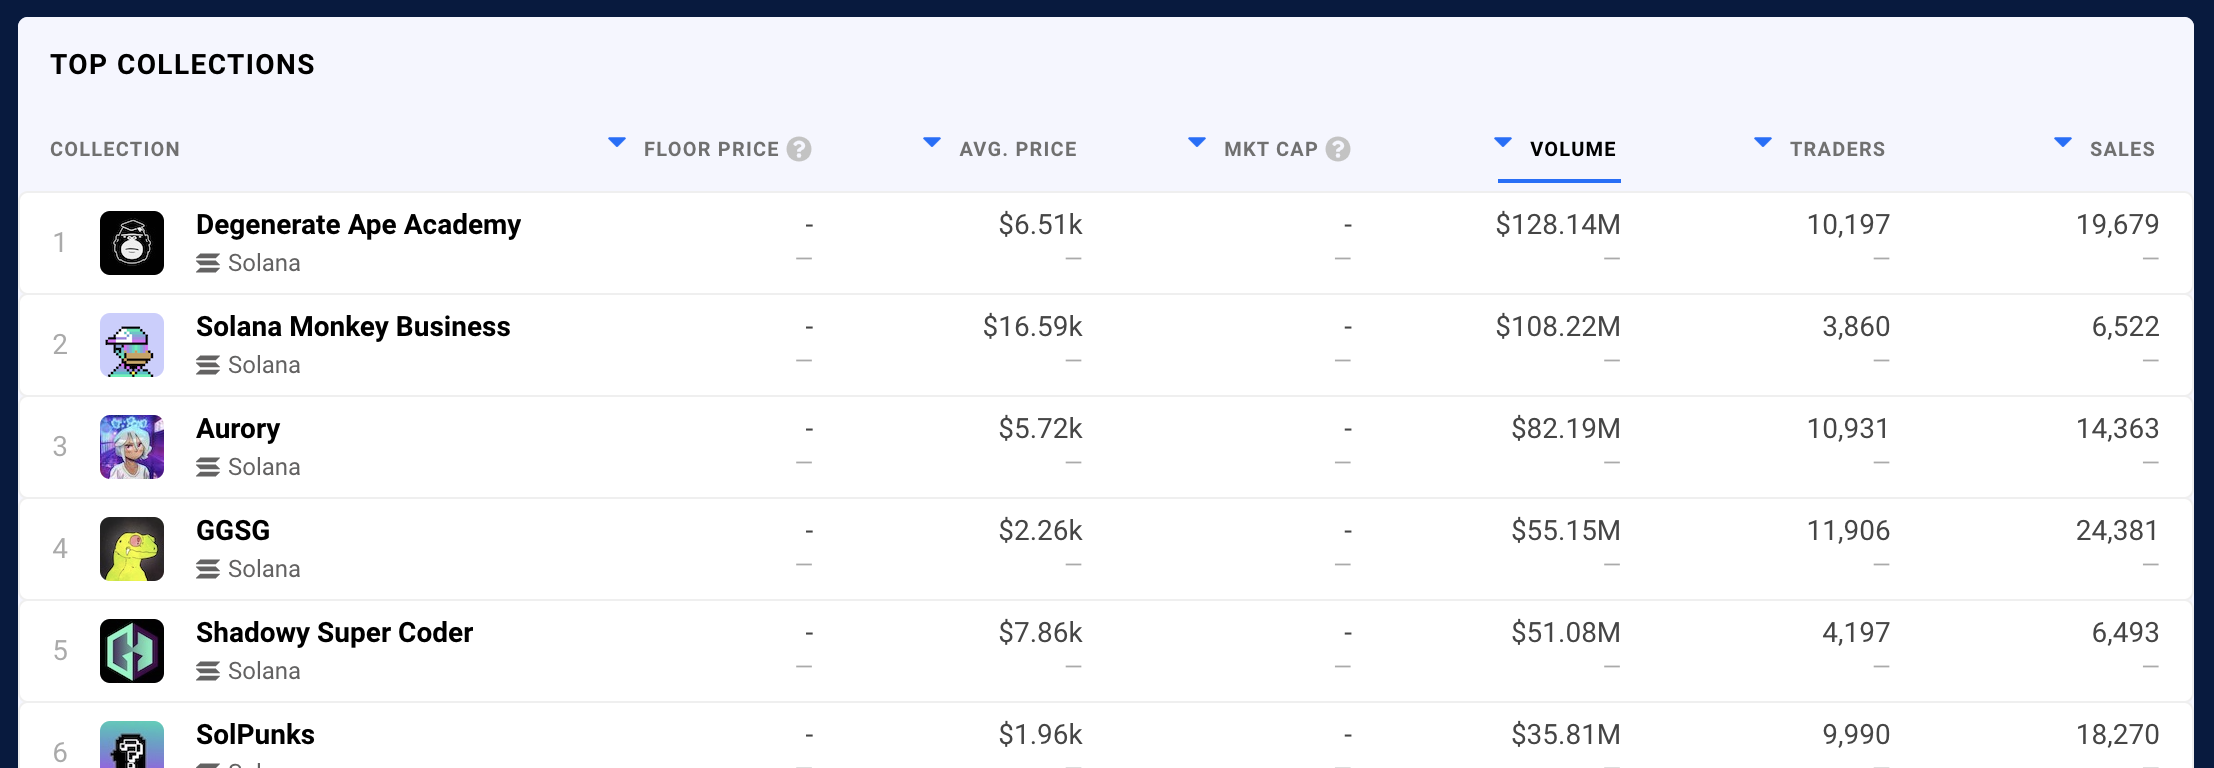 TOP COLLECTIONS
COLLECTION FLOOR PRICE ? AVG. PRICE MKT CAP ? VOLUME TRADERS SALES
1 Degenerate Ape Academy - $6.51k - $128.14M 10,197 19,679
Solana — — — — — —
2 Solana Monkey Business - $16.59k - $108.22M 3,860 6,522
Solana — — — — — —
3 Aurory - $5.72k - $82.19M 10,931 14,363
Solana — — — — — —
4 GGSG - $2.26k - $55.15M 11,906 24,381
Solana — — — — — —
5 Shadowy Super Coder - $7.86k - $51.08M 4,197 6,493
Solana — — — — — —
6 SolPunks - $1.96k - $35.81M 9,990 18,270